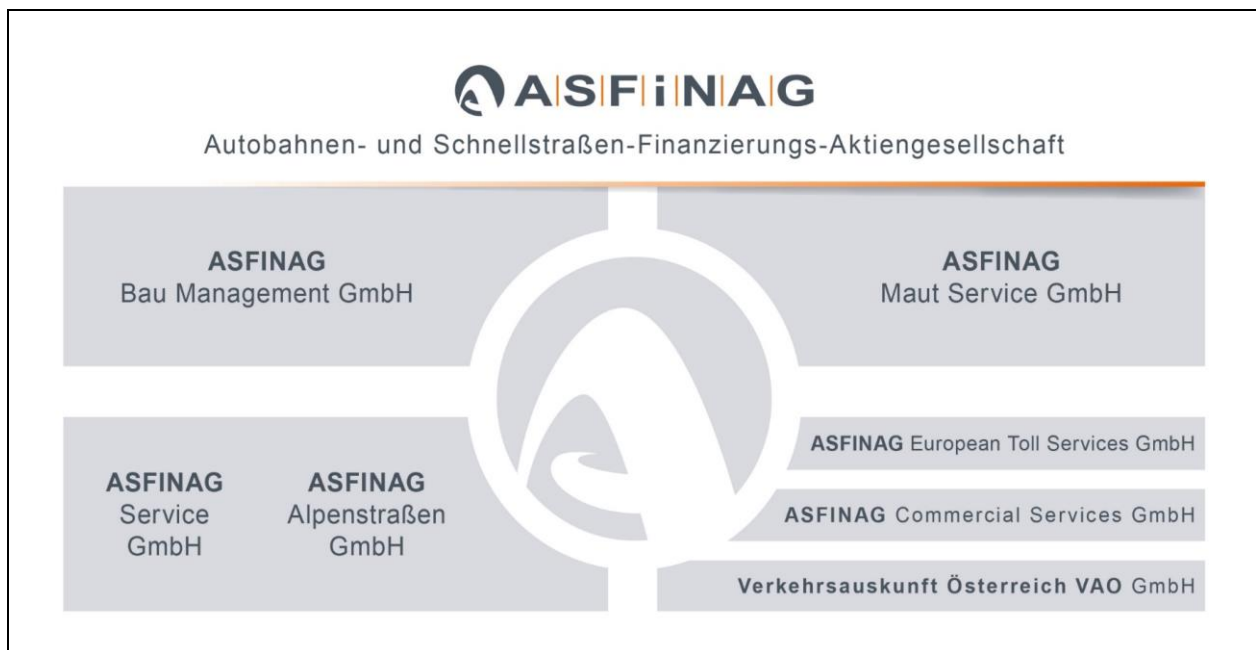 ASFiNAG
Autobahnen- und Schnellstraßen-Finanzierungs-Aktiengesellschaft
ASFINAG
Bau Management GmbH
ASFINAG
Maut Service GmbH
ASFINAG
Service
GmbH
ASFINAG
Alpenstraßen
GmbH
ASFINAG European Toll Services GmbH
ASFINAG Commercial Services GmbH
Verkehrsauskunft Österreich VAO GmbH